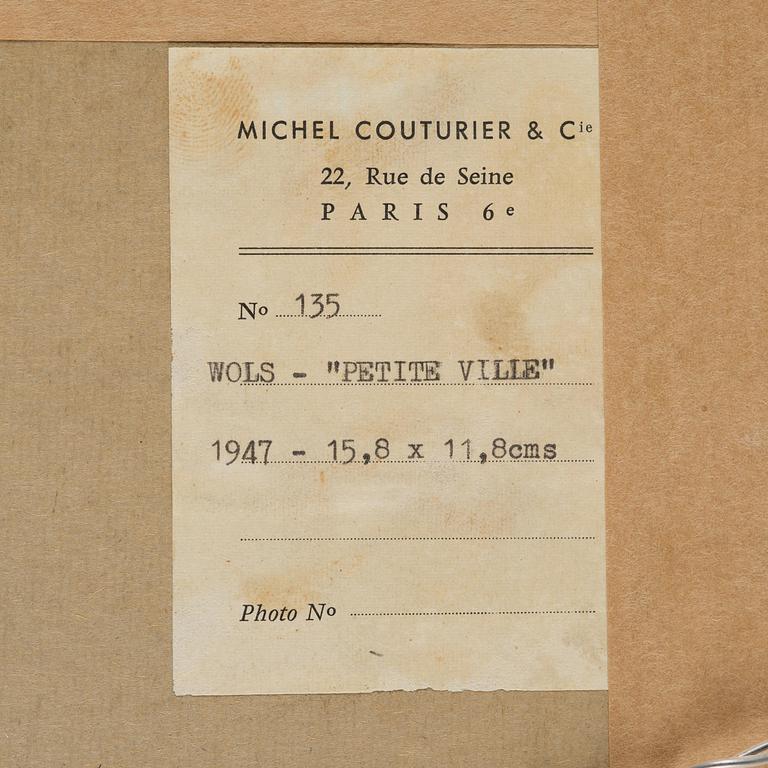 MICHEL COUTURIER & Cie
22, Rue de Seine
PARIS 6e
No 135
WOLS - "PETITE VILLE"
1947 - 15,8 x 11,8cms
Photo No